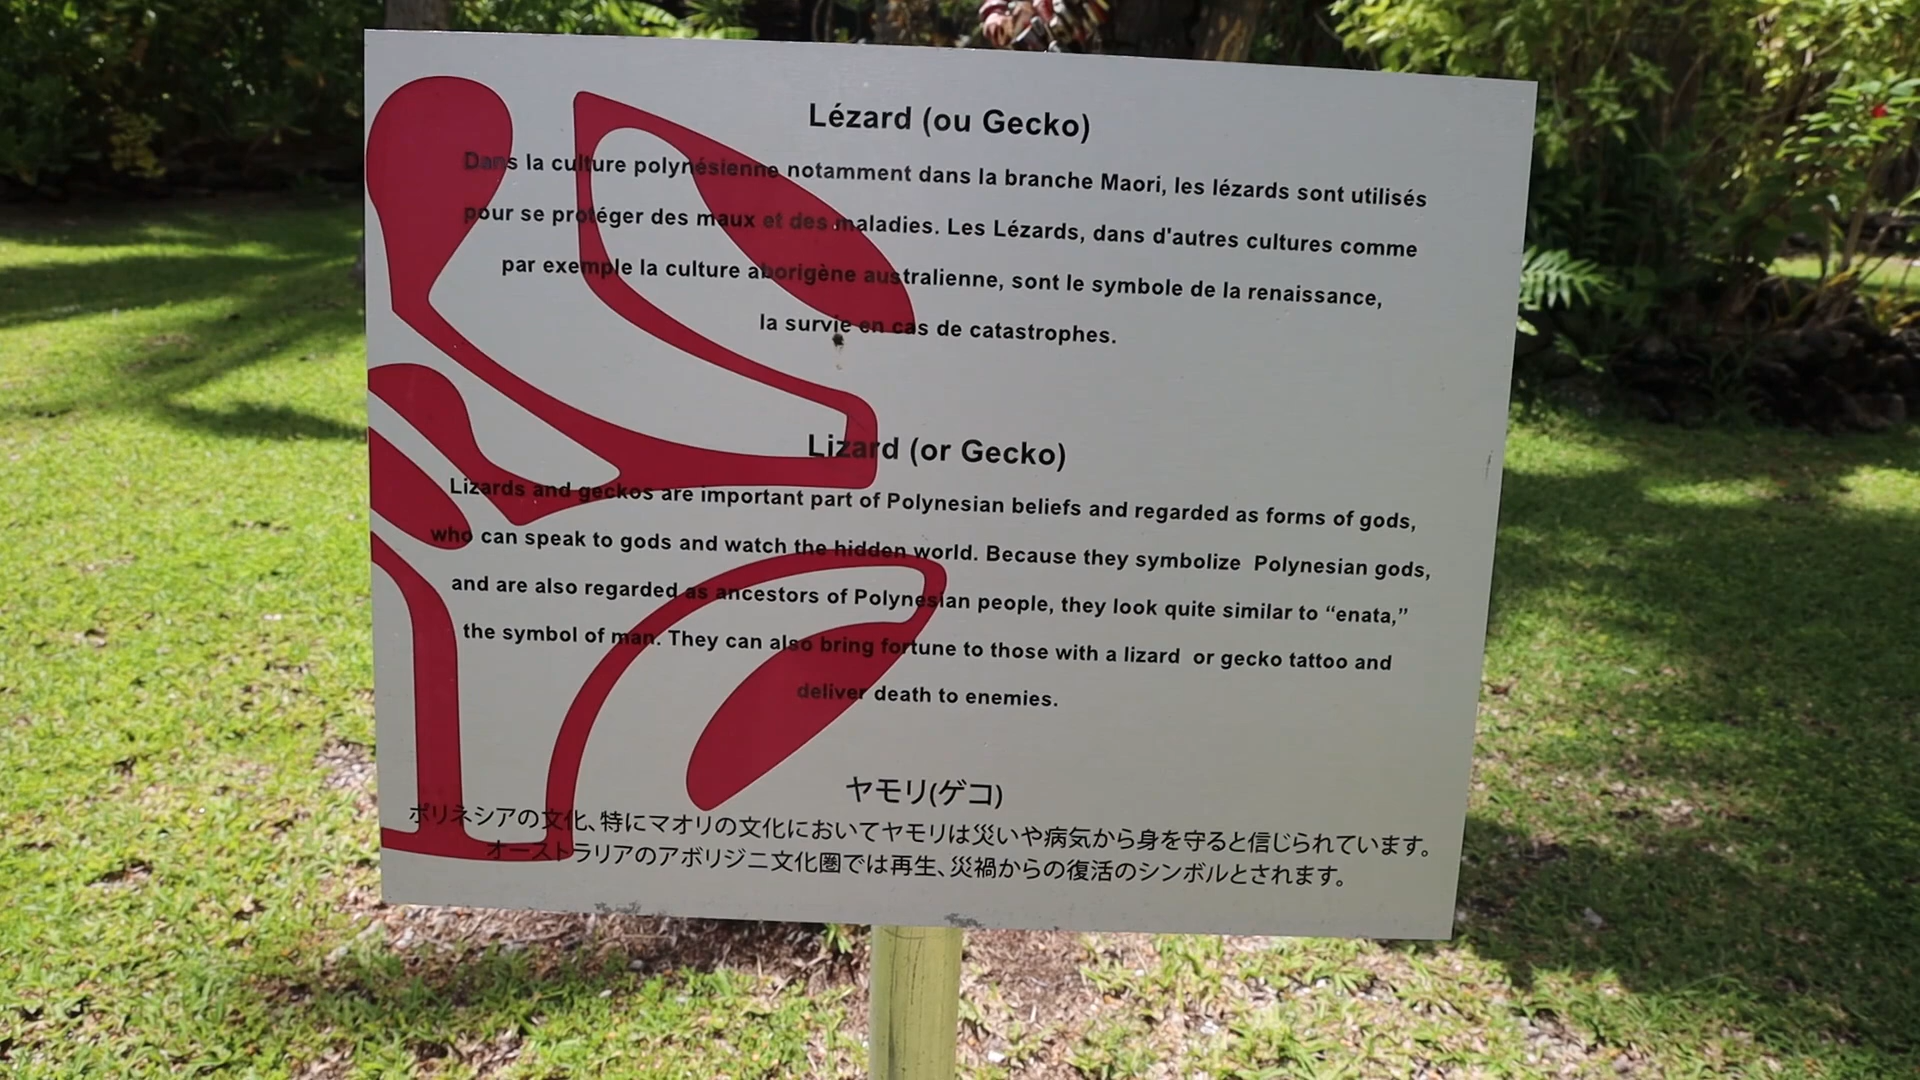 Lézard (ou Gecko)
Dans la culture polynésienne notamment dans la branche Maori, les lézards sont utilisés
pour se protéger des maux et des maladies. Les Lézards, dans d'autres cultures comme
par exemple la culture aborigène australienne, sont le symbole de la renaissance,
la survie en cas de catastrophes.
Lizard (or Gecko)
Lizards and geckos are important part of Polynesian beliefs and regarded as forms of gods,
who can speak to gods and watch the hidden world. Because they symbolize Polynesian gods,
and are also regarded as ancestors of Polynesian people, they look quite similar to “enata,”
the symbol of man. They can also bring fortune to those with a lizard or gecko tattoo and
deliver death to enemies.
ヤモリ(ゲコ)
ポリネシアの文化、特にマオリの文化においてヤモリは災いや病気から身を守ると信じられています。
オーストラリアのアボリジニ文化圏では再生、災禍からの復活のシンボルとされます。